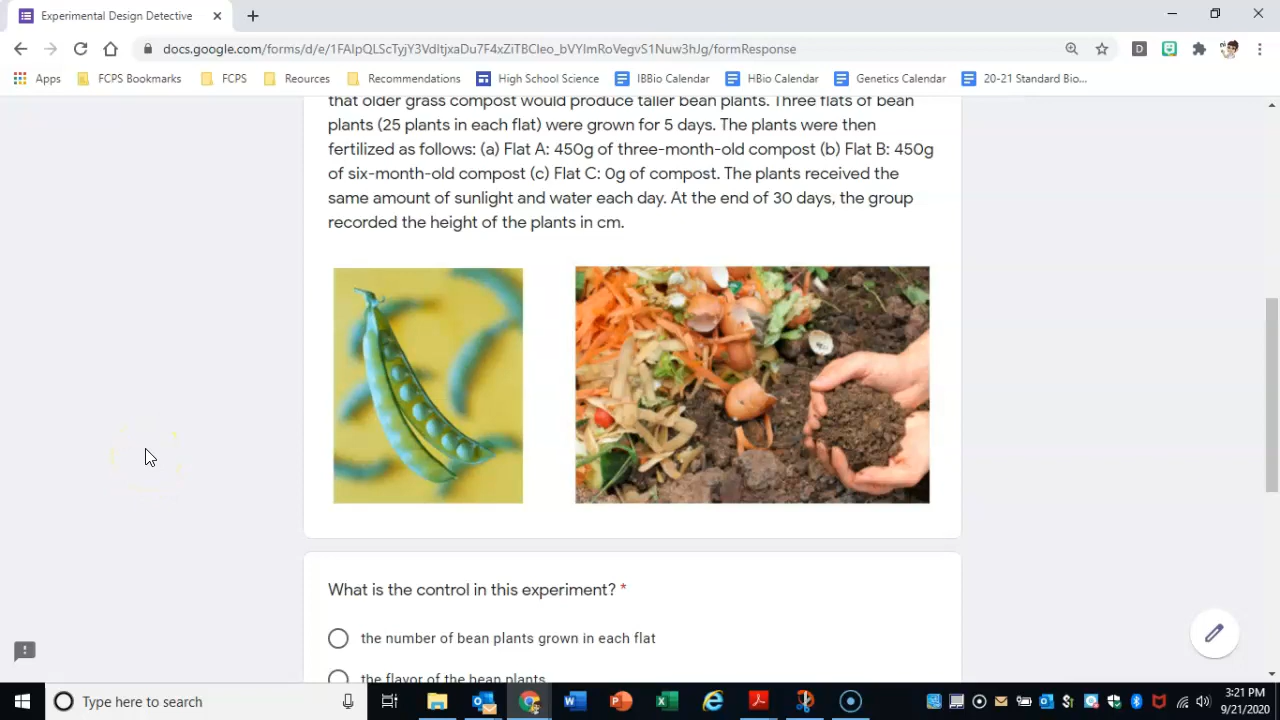 Experimental Design Detective
docs.google.com/forms/d/e/1FAIpQLScTyjY3VdltjxaDu7F4xZiTBCIeo_bVYlmRoVegvS1Nuw3hJg/formResponse
Apps FCPS Bookmarks FCPS Reources Recommendations High School Science IBBio Calendar HBio Calendar Genetics Calendar 20-21 Standard Bio...
that older grass compost would produce taller bean plants. Three flats of bean
plants (25 plants in each flat) were grown for 5 days. The plants were then
fertilized as follows: (a) Flat A: 450g of three-month-old compost (b) Flat B: 450g
of six-month-old compost (c) Flat C: 0g of compost. The plants received the
same amount of sunlight and water each day. At the end of 30 days, the group
recorded the height of the plants in cm.
What is the control in this experiment? *
the number of bean plants grown in each flat
the flavor of the bean plants
Type here to search
3:21 PM
9/21/2020